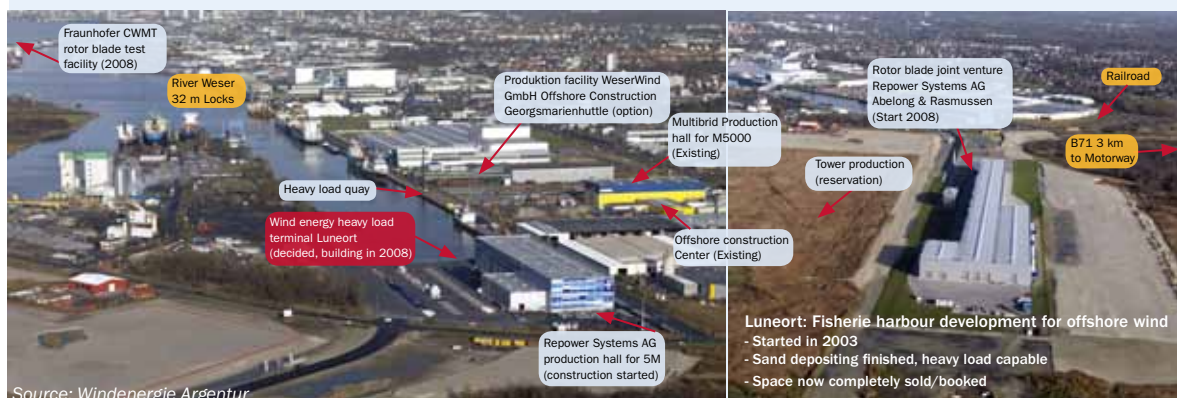 Fraunhofer CWMT
rotor blade test
facility (2008)
River Weser
32 m Locks
Produktion facility WeserWind
GmbH Offshore Construction
Georgsmarienhuttle (option)
Multibrid Production
hall for M5000
(Existing)
Heavy load quay
Wind energy heavy load
terminal Luneort
(decided, building in 2008)
Offshore construction
Center (Existing)
Repower Systems AG
production hall for 5M
(construction started)
Source: Windenergie Argentur
Rotor blade joint venture
Repower Systems AG
Abelong & Rasmussen
(Start 2008)
Railroad
B71 3 km
to Motorway
Tower production
(reservation)
Luneort: Fisherie harbour development for offshore wind
- Started in 2003
- Sand depositing finished, heavy load capable
- Space now completely sold/booked